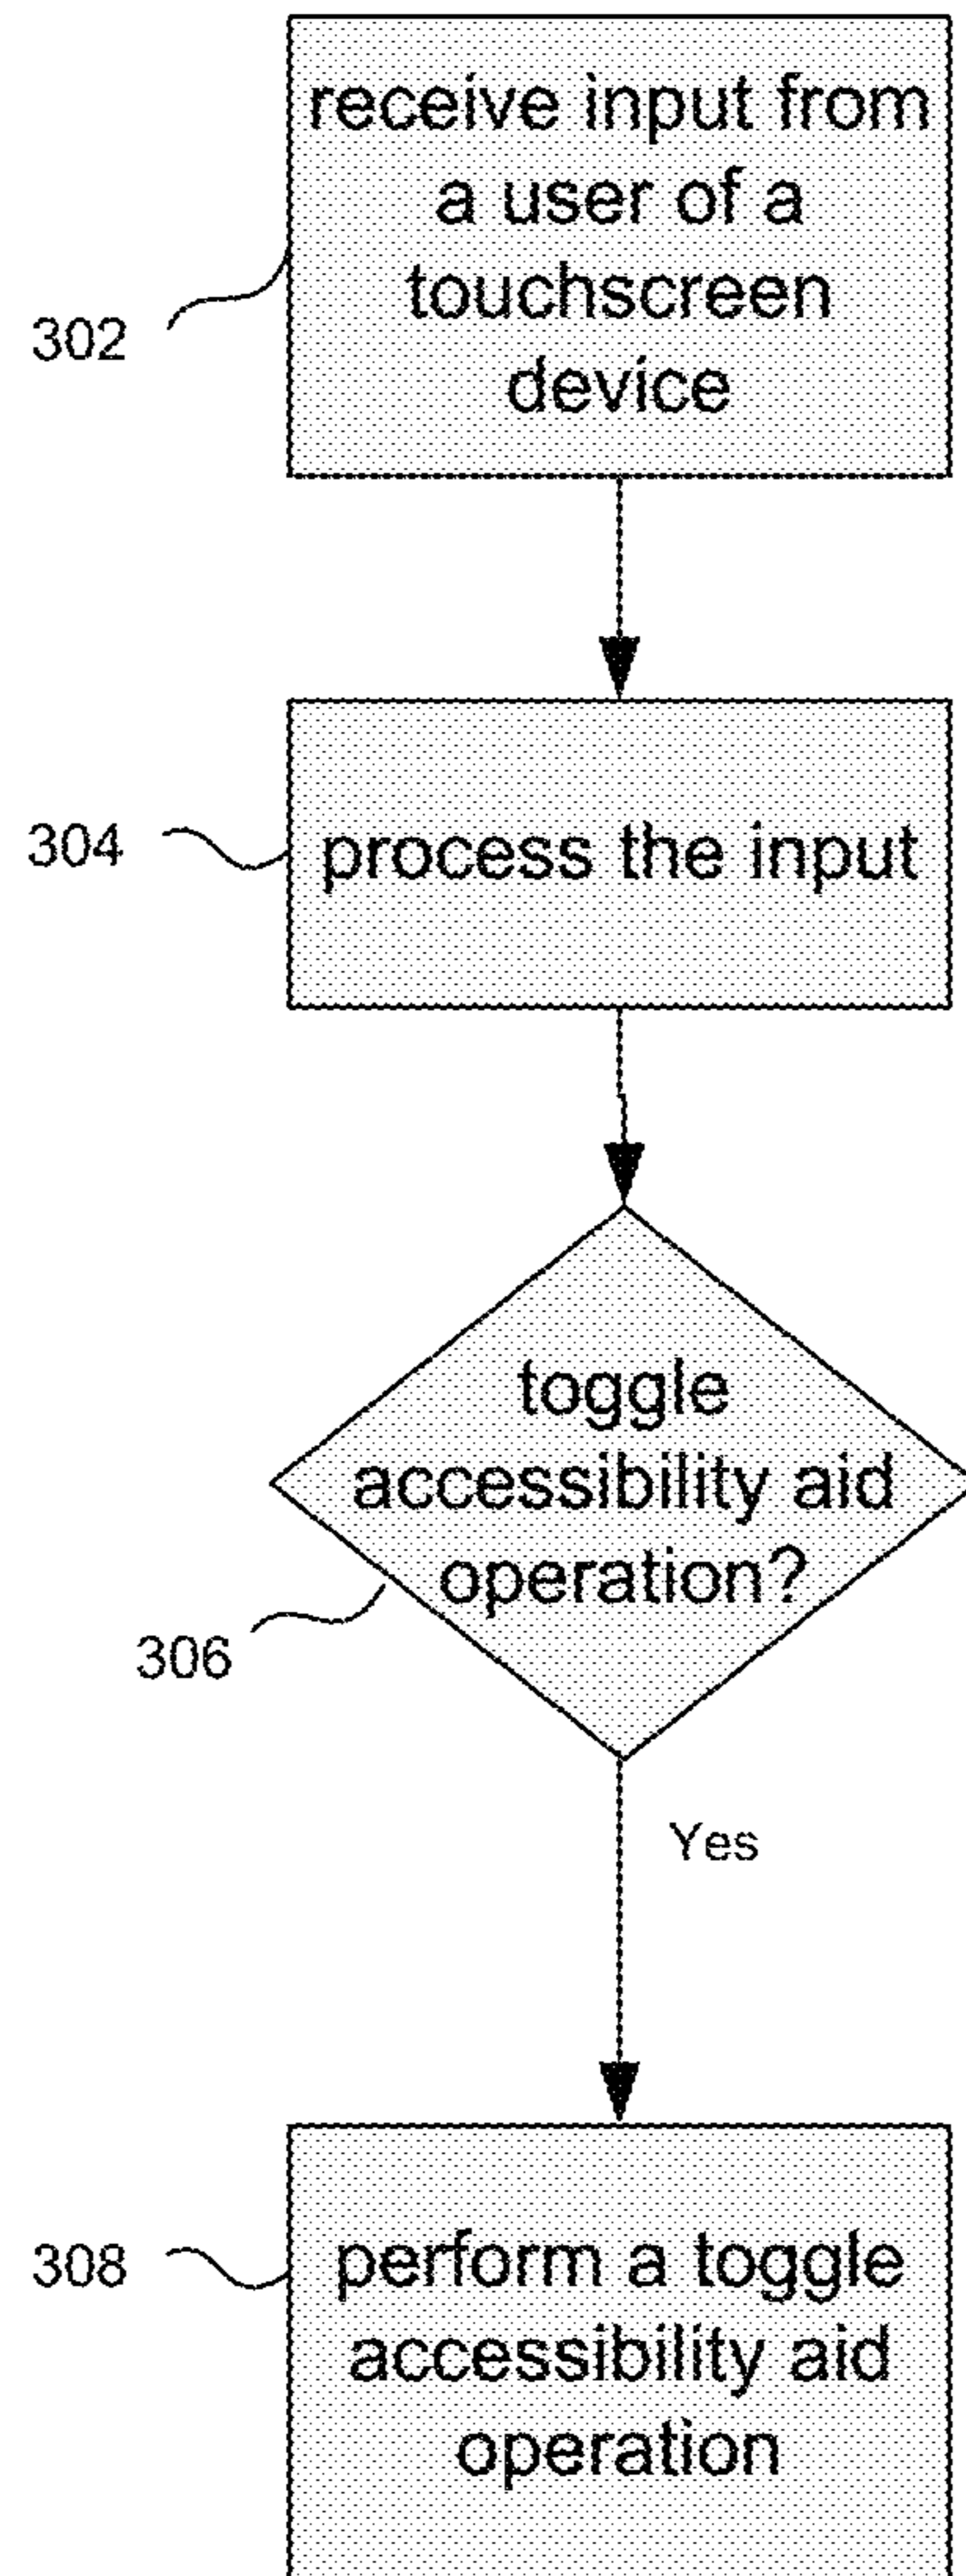 receive input from
a user of a
touchscreen
device
302
304
process the input
toggle
accessibility aid
operation?
306
Yes
308
perform a toggle
accessibility aid
operation